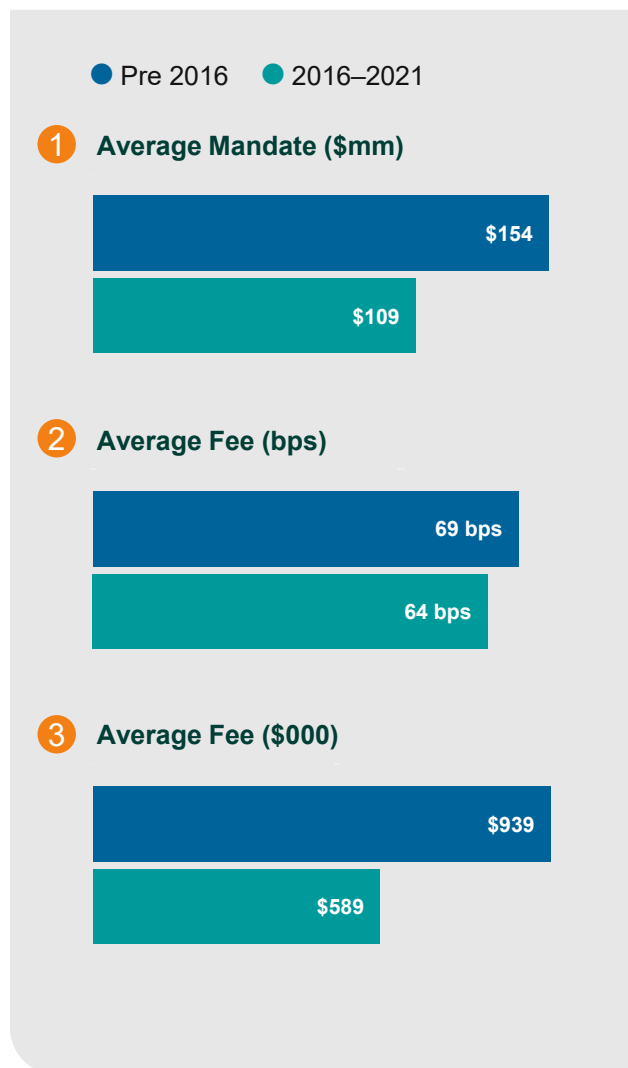 Pre 2016 2016–2021
1 Average Mandate ($mm)
$154
$109
2 Average Fee (bps)
69 bps
64 bps
3 Average Fee ($000)
$939
$589